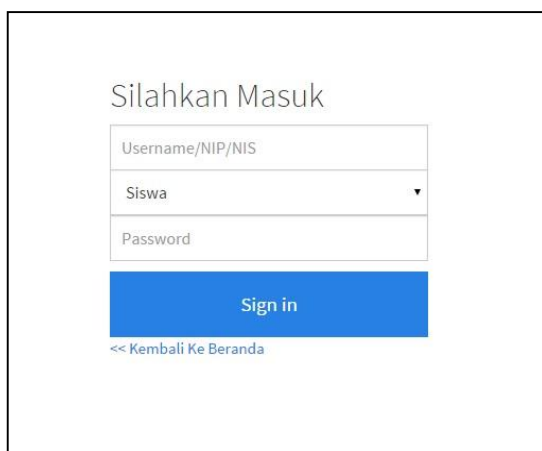 Silahkan Masuk
Username/NIP/NIS
Siswa
Password
Sign in
<< Kembali Ke Beranda